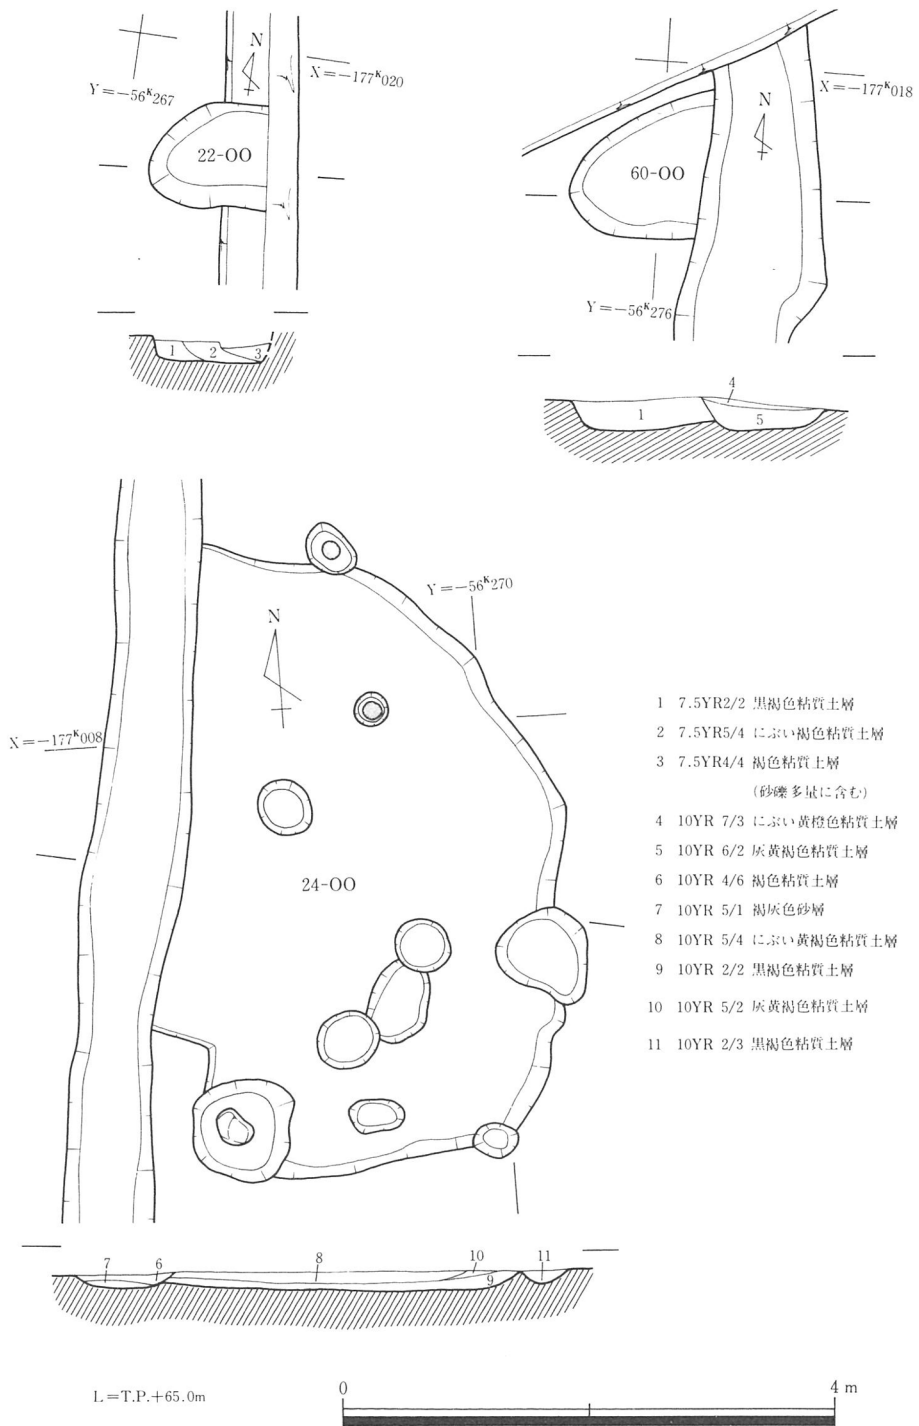 N
X=-177ᴷ020
Y=-56ᴷ267
22-OO
1 2 3
N
X=-177ᴷ018
60-OO
Y=-56ᴷ276
4
1 5
Y=-56ᴷ270
N
X=-177ᴷ008
24-OO
1 7.5YR2/2 黒褐色粘質土層
2 7.5YR5/4 にぶい褐色粘質土層
3 7.5YR4/4 褐色粘質土層
(砂礫多量に含む)
4 10YR 7/3 にぶい黄橙色粘質土層
5 10YR 6/2 灰黄褐色粘質土層
6 10YR 4/6 褐色粘質土層
7 10YR 5/1 褐灰色砂層
8 10YR 5/4 にぶい黄褐色粘質土層
9 10YR 2/2 黒褐色粘質土層
10 10YR 5/2 灰黄褐色粘質土層
11 10YR 2/3 黒褐色粘質土層
7 6 8 10 11
9
L=T.P.+65.0m
0 4 m